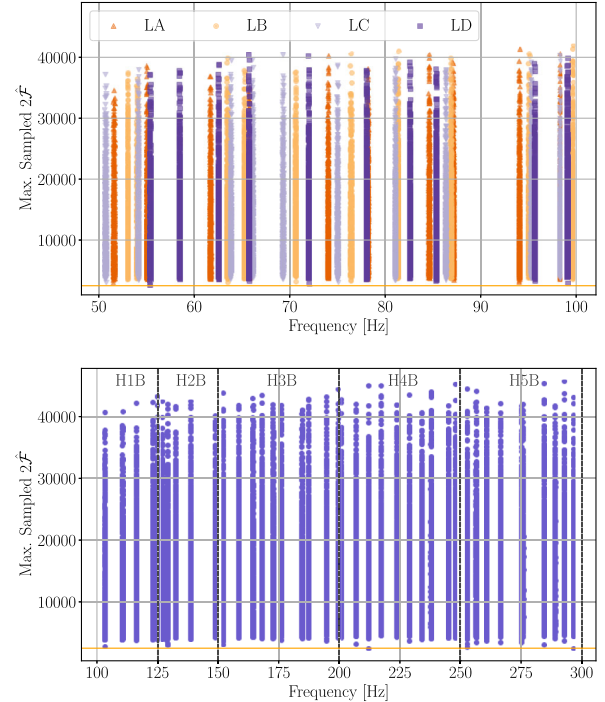 LA LB LC LD
40000
30000
20000
10000
Max. Sampled 2ℱ̂
50 60 70 80 90 100
Frequency [Hz]
H1B H2B H3B H4B H5B
40000
30000
20000
10000
Max. Sampled 2ℱ̂
100 125 150 175 200 225 250 275 300
Frequency [Hz]